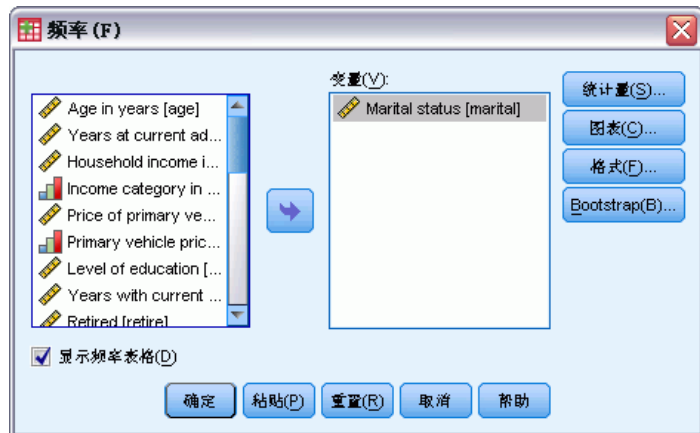 频率(F)
变量(V):
Age in years [age]
Years at current ad...
Household income i...
Income category in ...
Price of primary ve...
Primary vehicle pric...
Level of education [...
Years with current ...
Retired [retire]
Marital status [marital]
统计量(S)...
图表(C)...
格式(F)...
Bootstrap(B)...
显示频率表格(D)
确定
粘贴(P)
重置(R)
取消
帮助